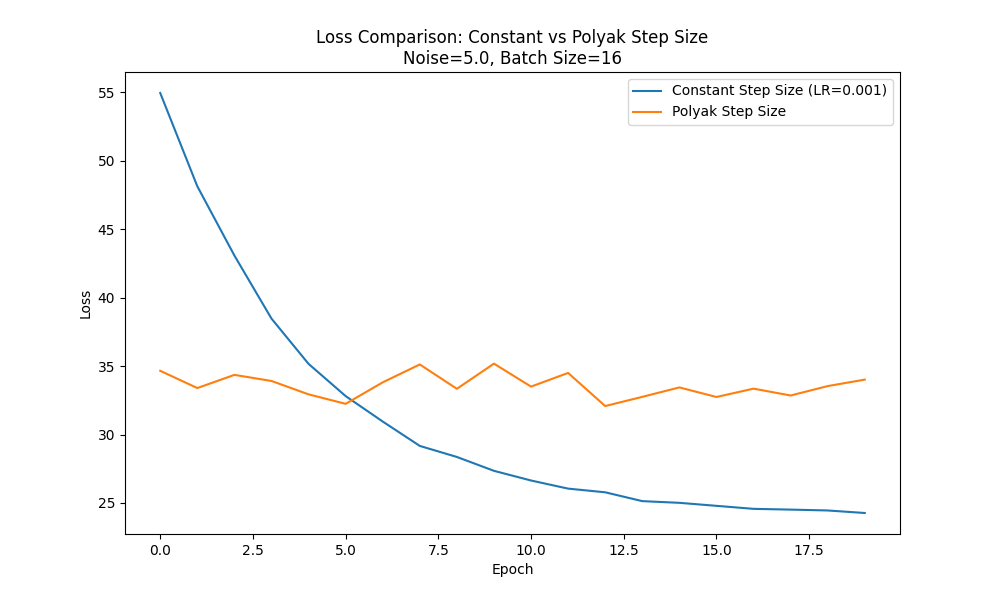 Loss Comparison: Constant vs Polyak Step Size
Noise=5.0, Batch Size=16
Constant Step Size (LR=0.001)
Polyak Step Size
Loss
55
50
45
40
35
30
25
0.0
2.5
5.0
7.5
10.0
12.5
15.0
17.5
Epoch